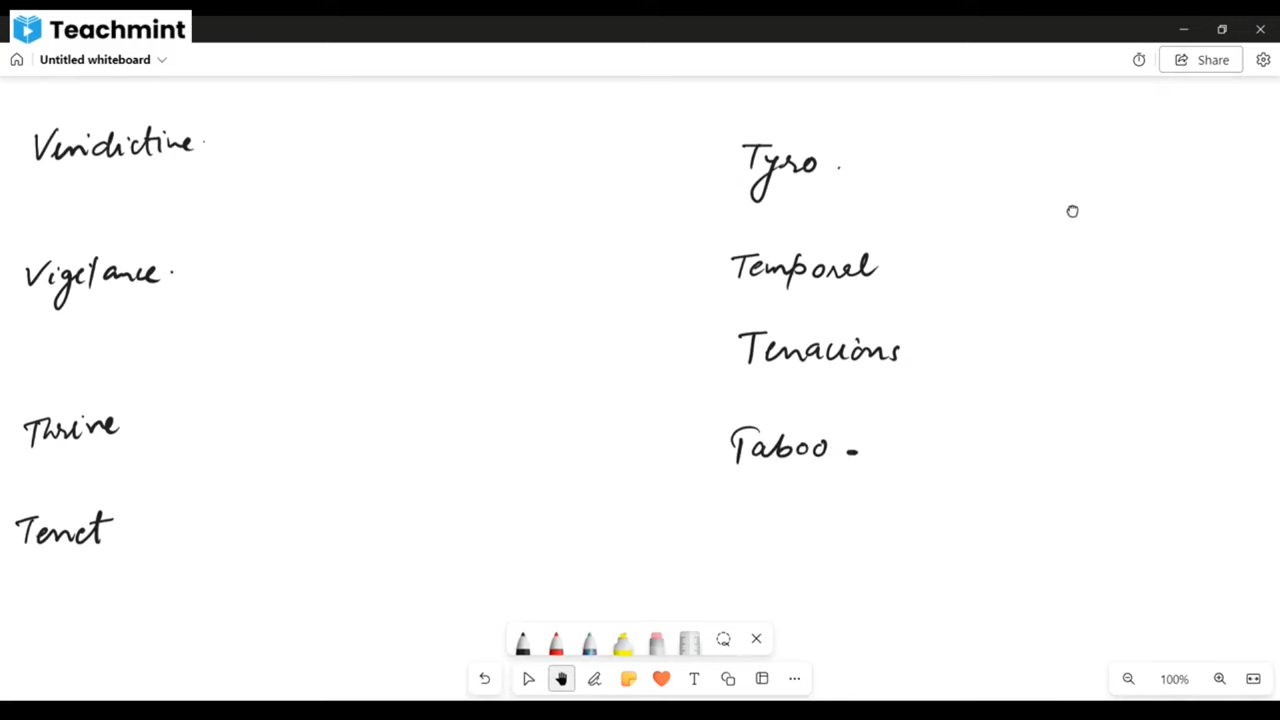 Teachmint
Untitled whiteboard
Share
Vindictive
Vigilance
Thrive
Tenet
Tyro
Temporal
Tenacious
Taboo
100%